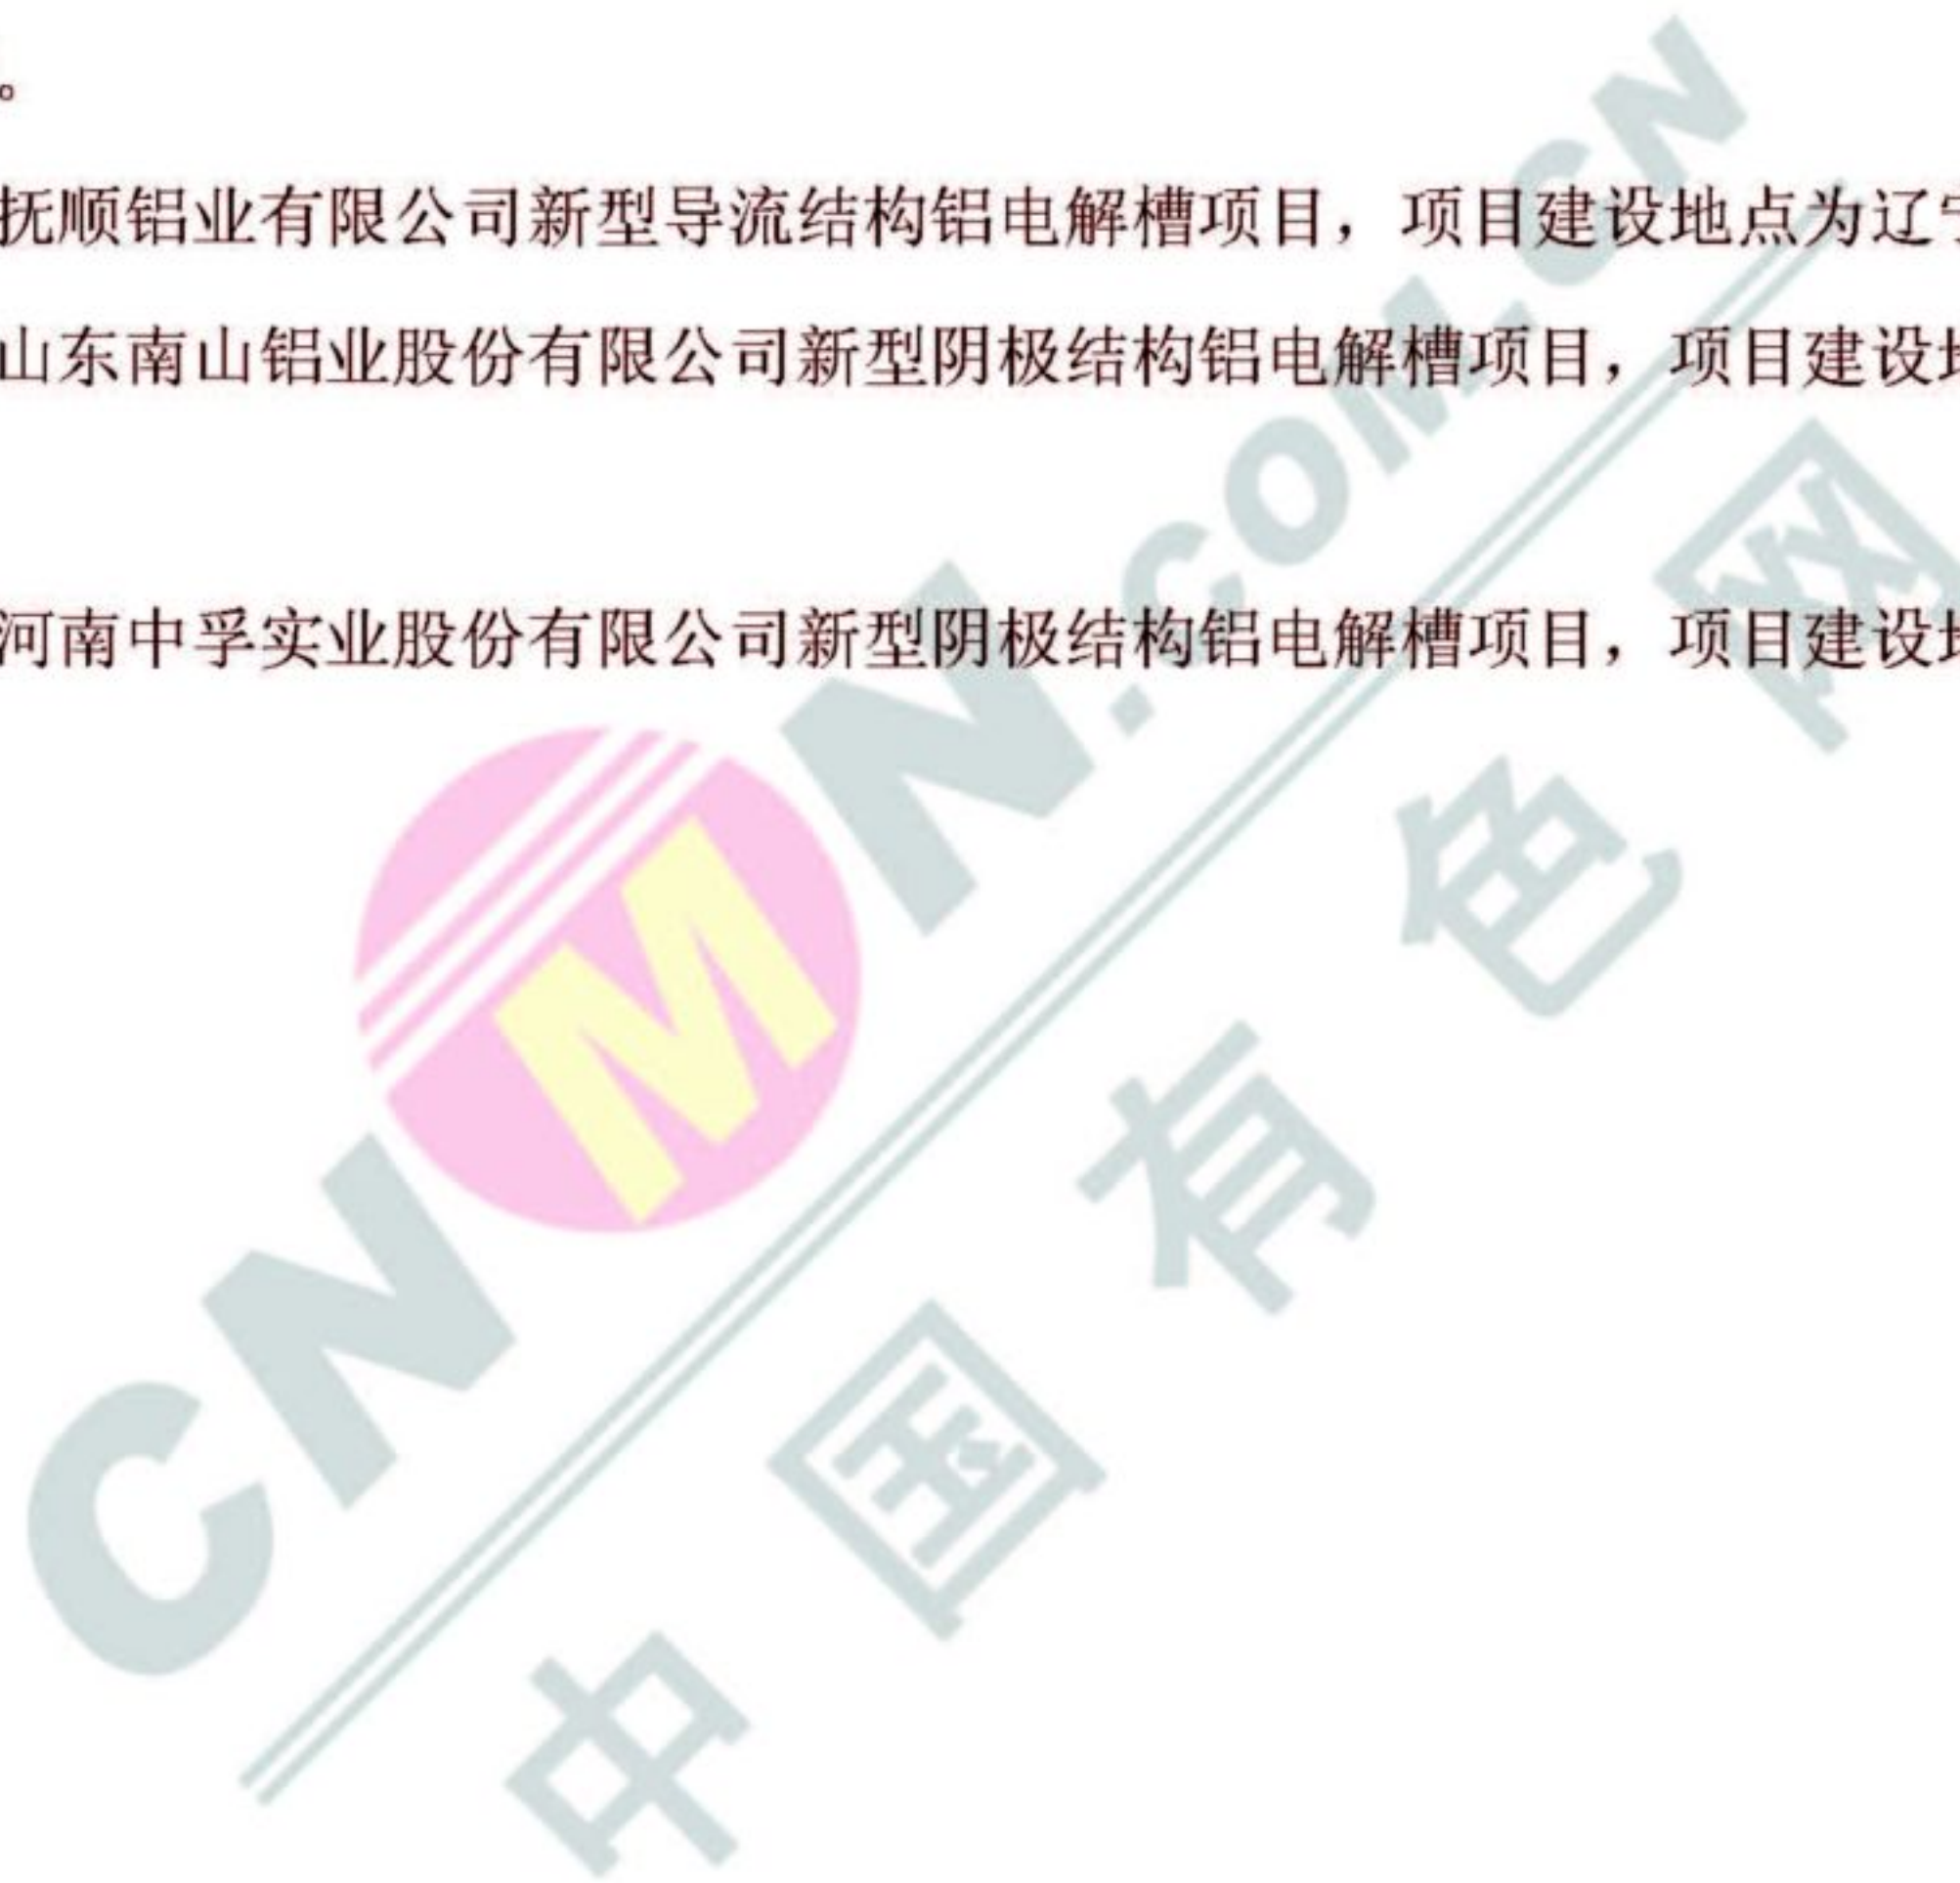 。
抚顺铝业有限公司新型导流结构铝电解槽项目，项目建设地点为辽宁
山东南山铝业股份有限公司新型阴极结构铝电解槽项目，项目建设地
河南中孚实业股份有限公司新型阴极结构铝电解槽项目，项目建设地
CNMN.COM.CN
中国有色网